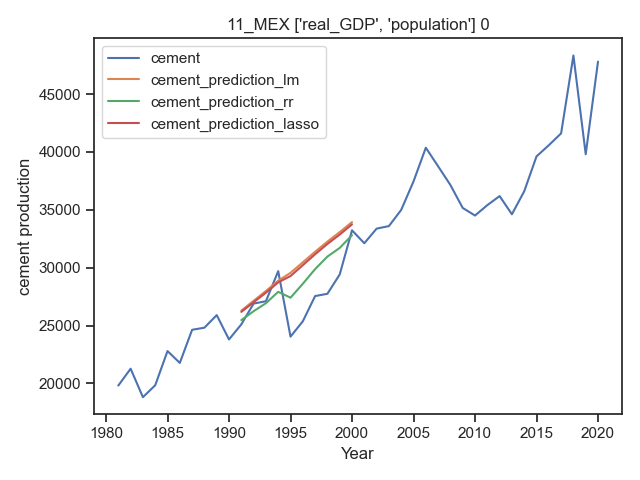 11_MEX ['real_GDP', 'population'] 0
cement
cement_prediction_lm
cement_prediction_rr
cement_prediction_lasso
45000
40000
35000
30000
25000
20000
cement production
1980 1985 1990 1995 2000 2005 2010 2015 2020
Year